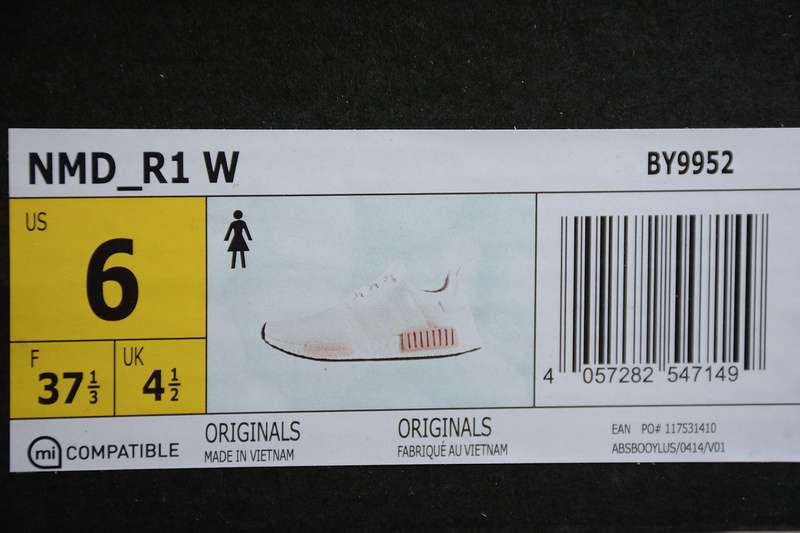 NMD_R1 W
BY9952
US
6
F
37 1/3
UK
4 1/2
4 057282 547149
mi COMPATIBLE
ORIGINALS
MADE IN VIETNAM
ORIGINALS
FABRIQUÉ AU VIETNAM
EAN PO# 117531410
ABSBOOYLUS/0414/V01